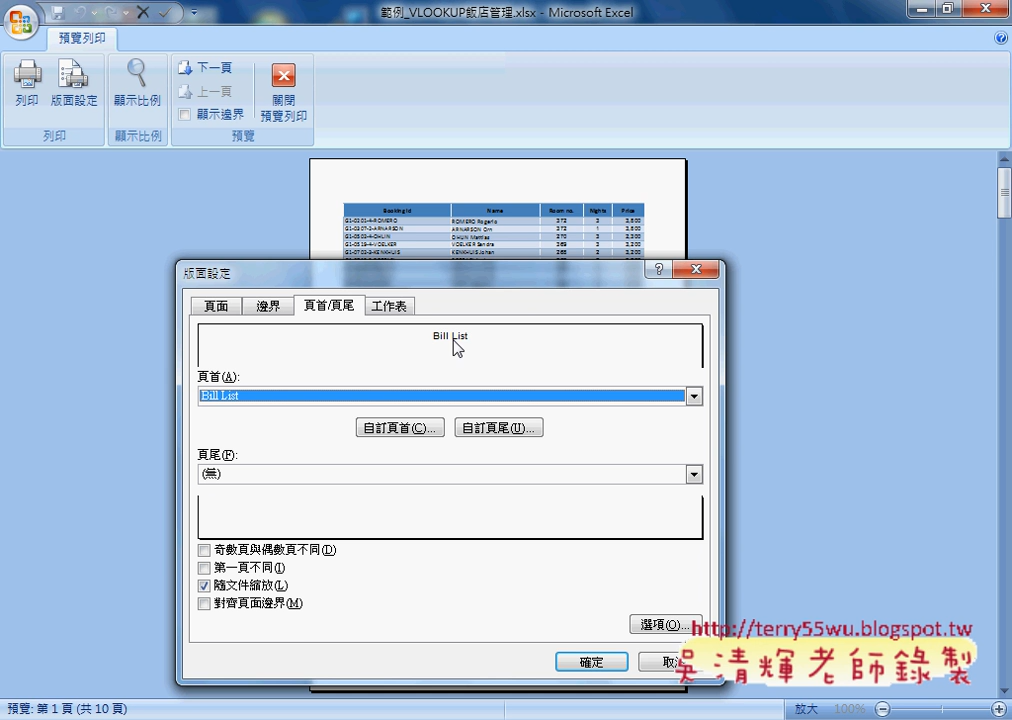 範例_VLOOKUP飯店管理.xlsx - Microsoft Excel
預覽列印
列印
版面設定
顯示比例
下一頁
上一頁
顯示邊界
關閉
預覽列印
列印
顯示比例
預覽
Booking Id Name Room no. Nights Price
版面設定
頁面
邊界
頁首/頁尾
工作表
Bill List
頁首(A):
Bill List
自訂頁首(C)...
自訂頁尾(U)...
頁尾(F):
(無)
奇數頁與偶數頁不同(D)
第一頁不同(I)
隨文件縮放(L)
對齊頁面邊界(M)
選項(O)...
確定
http://terry55wu.blogspot.tw
吳清輝老師錄製
預覽: 第 1 頁 (共 10 頁)
放大 100%